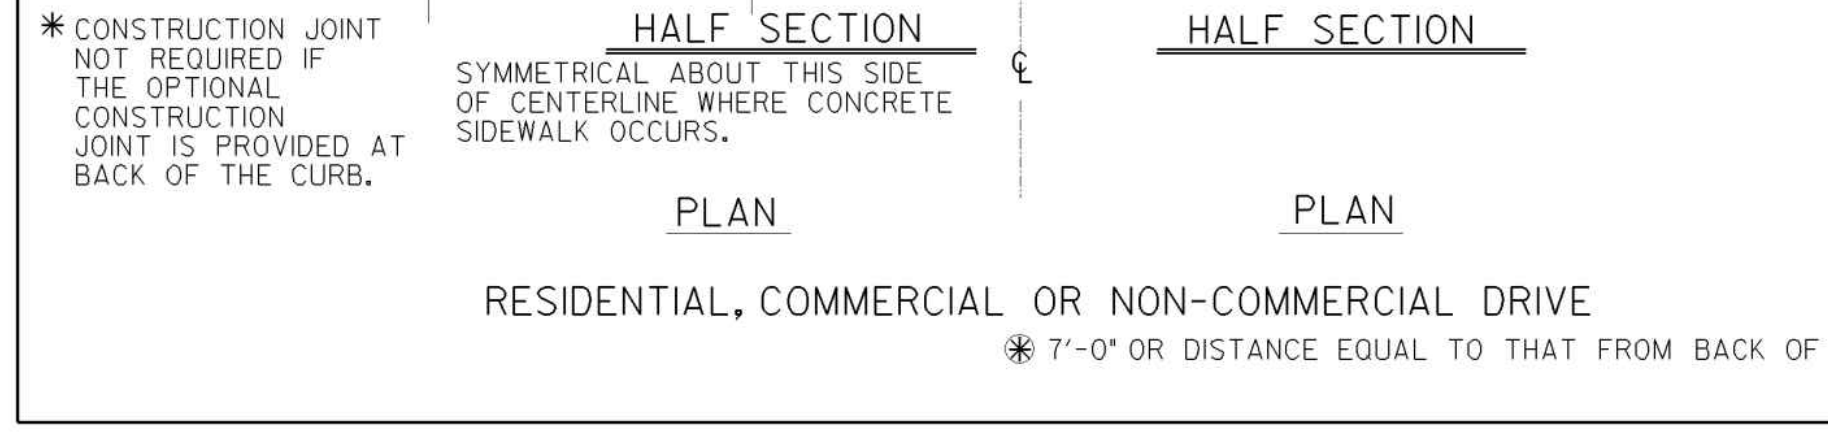 * CONSTRUCTION JOINT
NOT REQUIRED IF
THE OPTIONAL
CONSTRUCTION
JOINT IS PROVIDED AT
BACK OF THE CURB.
HALF SECTION
SYMMETRICAL ABOUT THIS SIDE
OF CENTERLINE WHERE CONCRETE
SIDEWALK OCCURS.
PLAN
℄
HALF SECTION
PLAN
RESIDENTIAL, COMMERCIAL OR NON-COMMERCIAL DRIVE
⊛ 7'-0" OR DISTANCE EQUAL TO THAT FROM BACK OF